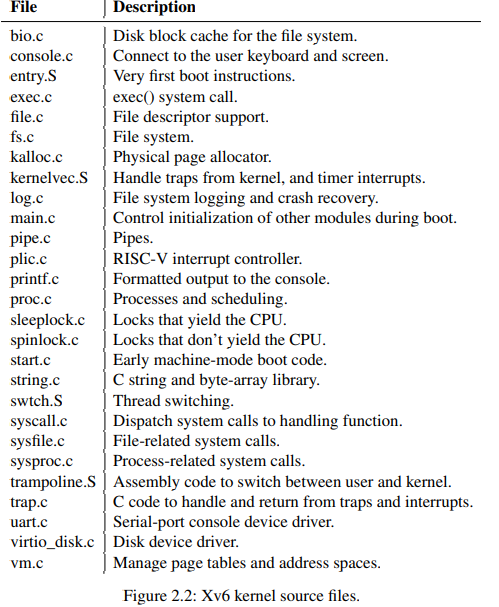 File Description
bio.c Disk block cache for the file system.
console.c Connect to the user keyboard and screen.
entry.S Very first boot instructions.
exec.c exec() system call.
file.c File descriptor support.
fs.c File system.
kalloc.c Physical page allocator.
kernelvec.S Handle traps from kernel, and timer interrupts.
log.c File system logging and crash recovery.
main.c Control initialization of other modules during boot.
pipe.c Pipes.
plic.c RISC-V interrupt controller.
printf.c Formatted output to the console.
proc.c Processes and scheduling.
sleeplock.c Locks that yield the CPU.
spinlock.c Locks that don't yield the CPU.
start.c Early machine-mode boot code.
string.c C string and byte-array library.
swtch.S Thread switching.
syscall.c Dispatch system calls to handling function.
sysfile.c File-related system calls.
sysproc.c Process-related system calls.
trampoline.S Assembly code to switch between user and kernel.
trap.c C code to handle and return from traps and interrupts.
uart.c Serial-port console device driver.
virtio_disk.c Disk device driver.
vm.c Manage page tables and address spaces.
Figure 2.2: Xv6 kernel source files.